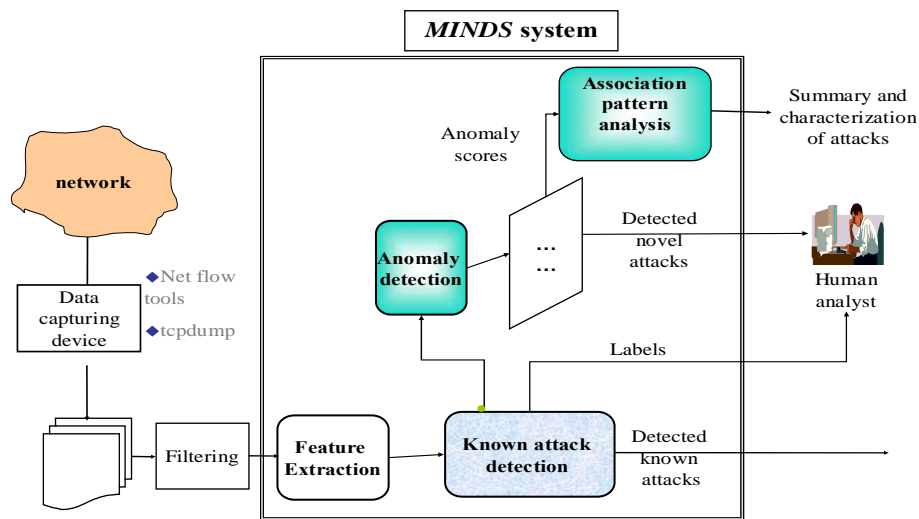 MINDS system
Association
pattern
analysis
Summary and
characterization
of attacks
Anomaly
scores
network
Detected
novel
attacks
...
...
Anomaly
detection
Human
analyst
◆Net flow
tools
◆tcpdump
Data
capturing
device
Labels
Filtering
Feature
Extraction
Known attack
detection
Detected
known
attacks